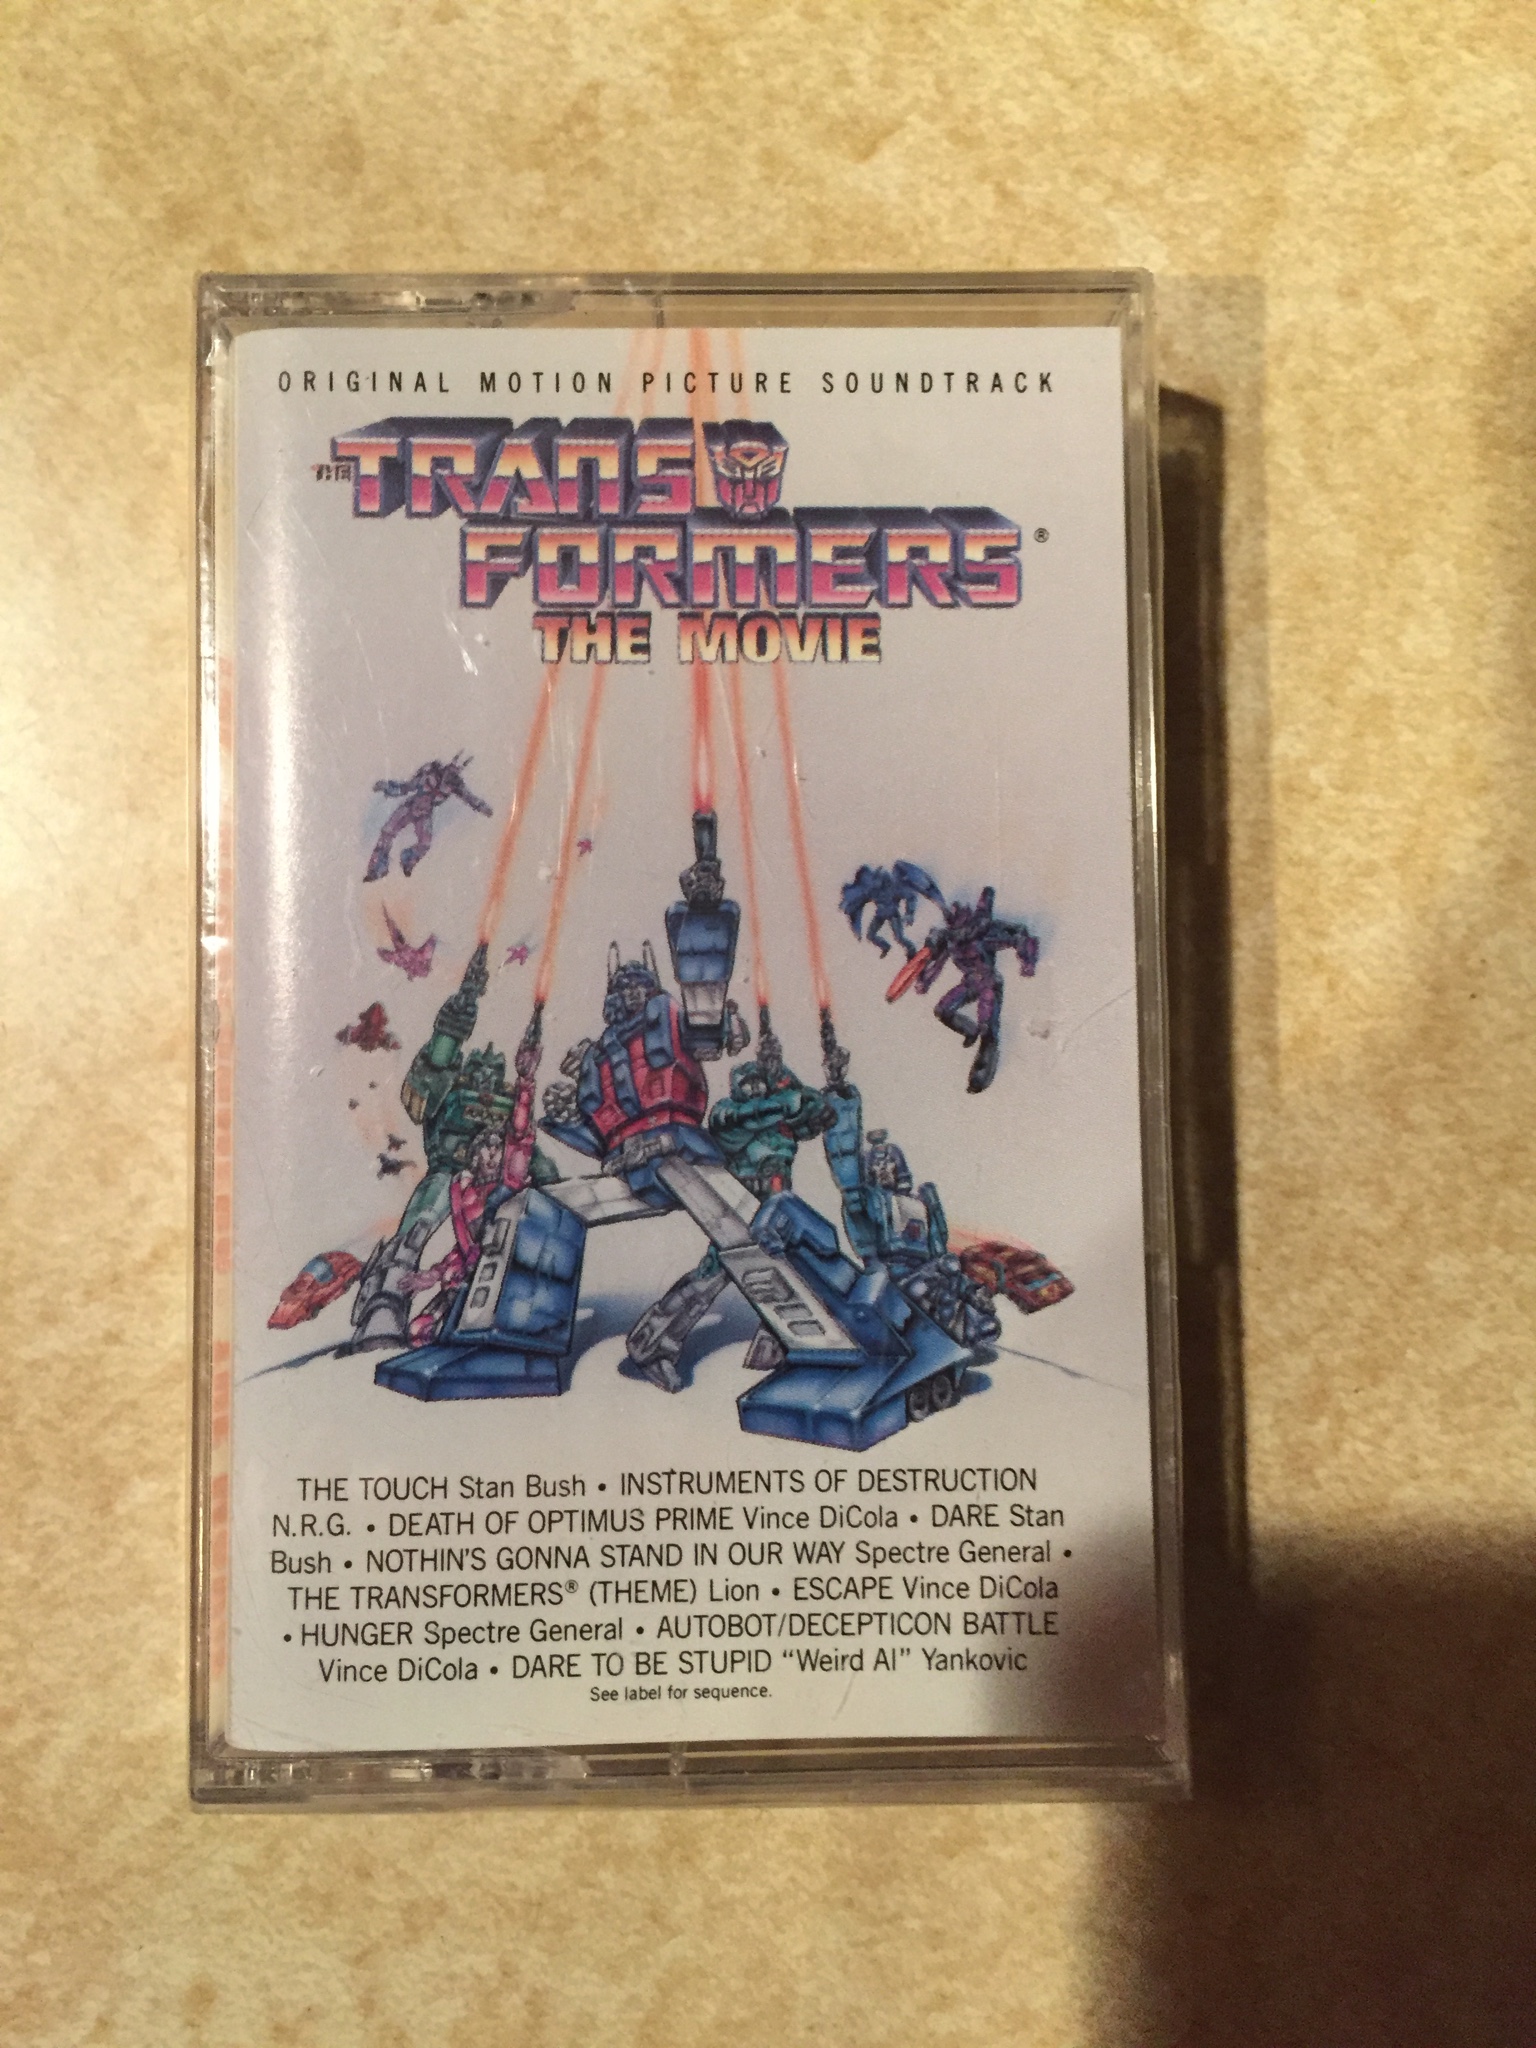 ORIGINAL MOTION PICTURE SOUNDTRACK
THE TRANS
FORMERS®
THE MOVIE
THE TOUCH Stan Bush • INSTRUMENTS OF DESTRUCTION
N.R.G. • DEATH OF OPTIMUS PRIME Vince DiCola • DARE Stan
Bush • NOTHIN'S GONNA STAND IN OUR WAY Spectre General •
THE TRANSFORMERS® (THEME) Lion • ESCAPE Vince DiCola
• HUNGER Spectre General • AUTOBOT/DECEPTICON BATTLE
Vince DiCola • DARE TO BE STUPID “Weird Al” Yankovic
See label for sequence.